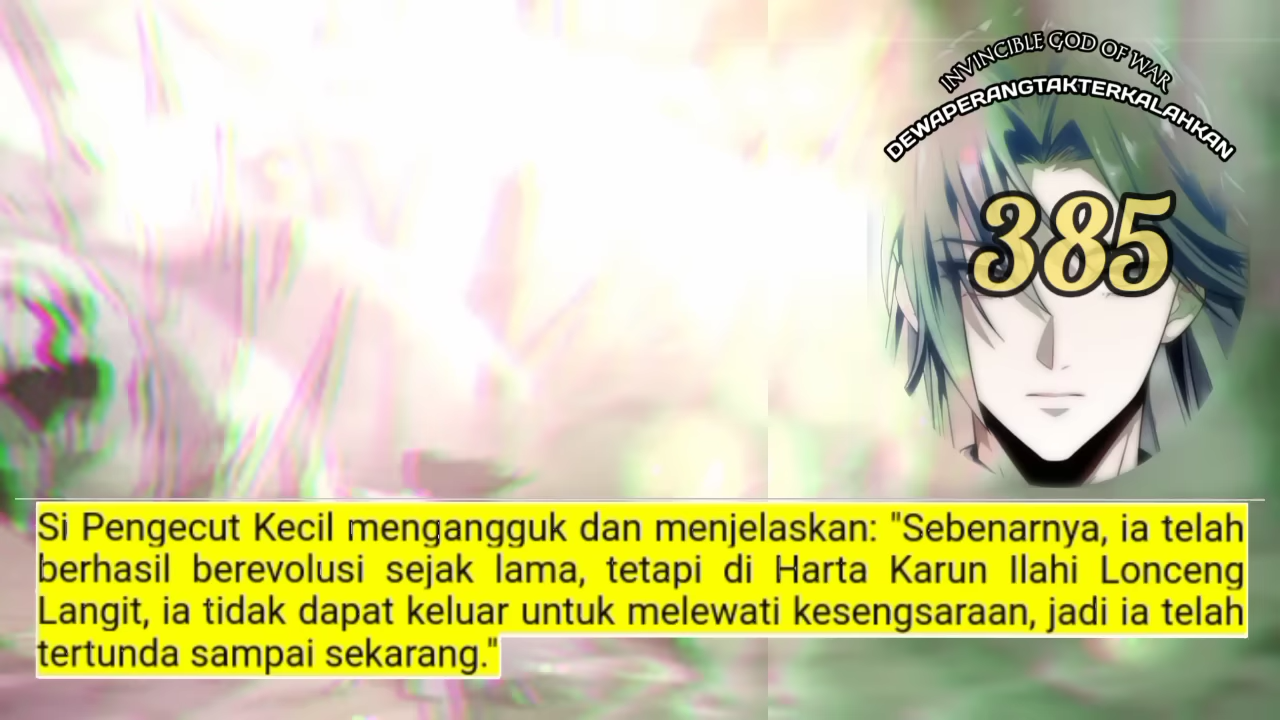 INVINCIBLE GOD OF WAR
DEWAPERANGTAKTERKALAHKAN
385
Si Pengecut Kecil mengangguk dan menjelaskan: "Sebenarnya, ia telah
berhasil berevolusi sejak lama, tetapi di Harta Karun Ilahi Lonceng
Langit, ia tidak dapat keluar untuk melewati kesengsaraan, jadi ia telah
tertunda sampai sekarang."